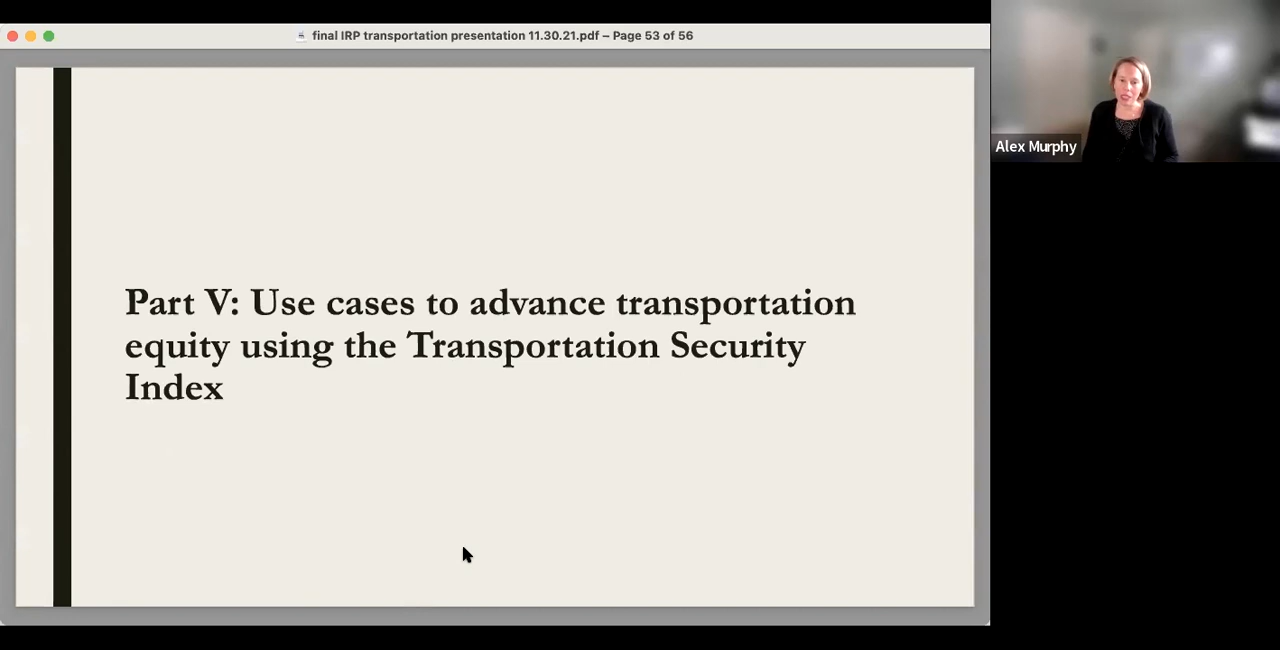 final IRP transportation presentation 11.30.21.pdf – Page 53 of 56
Part V: Use cases to advance transportation
equity using the Transportation Security
Index
Alex Murphy